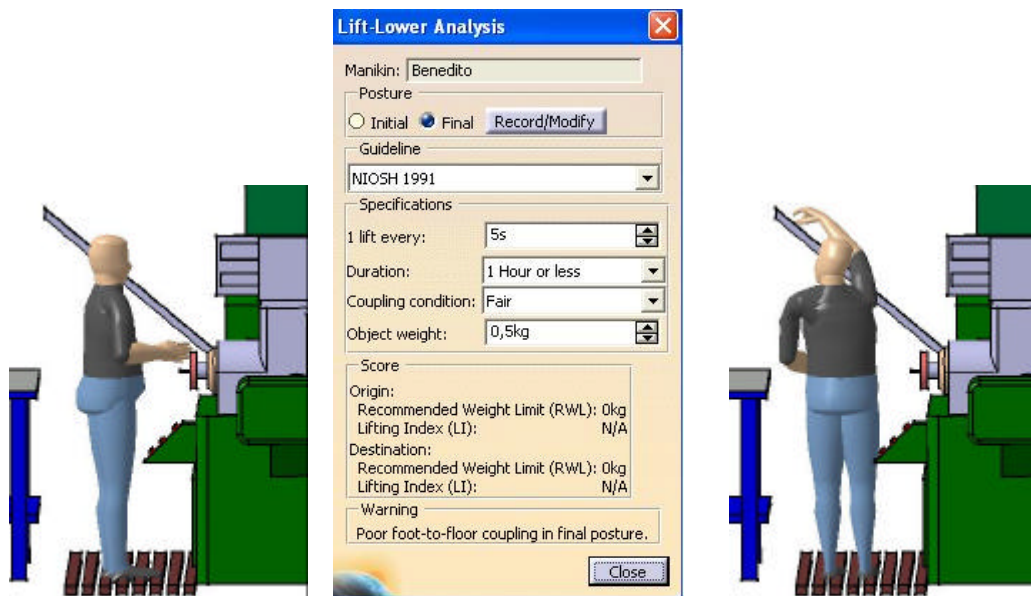 Lift-Lower Analysis
Manikin: Benedito
Posture
Initial Final Record/Modify
Guideline
NIOSH 1991
Specifications
1 lift every: 5s
Duration: 1 Hour or less
Coupling condition: Fair
Object weight: 0,5kg
Score
Origin:
Recommended Weight Limit (RWL): 0kg
Lifting Index (LI): N/A
Destination:
Recommended Weight Limit (RWL): 0kg
Lifting Index (LI): N/A
Warning
Poor foot-to-floor coupling in final posture.
Close